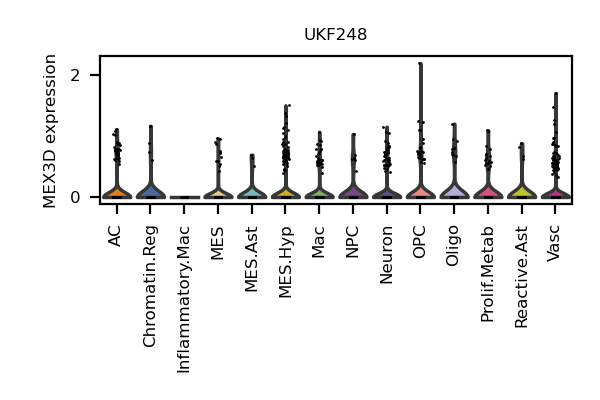 UKF248
MEX3D expression
2
0
AC
Chromatin.Reg
Inflammatory.Mac
MES
MES.Ast
MES.Hyp
Mac
NPC
Neuron
OPC
Oligo
Prolif.Metab
Reactive.Ast
Vasc